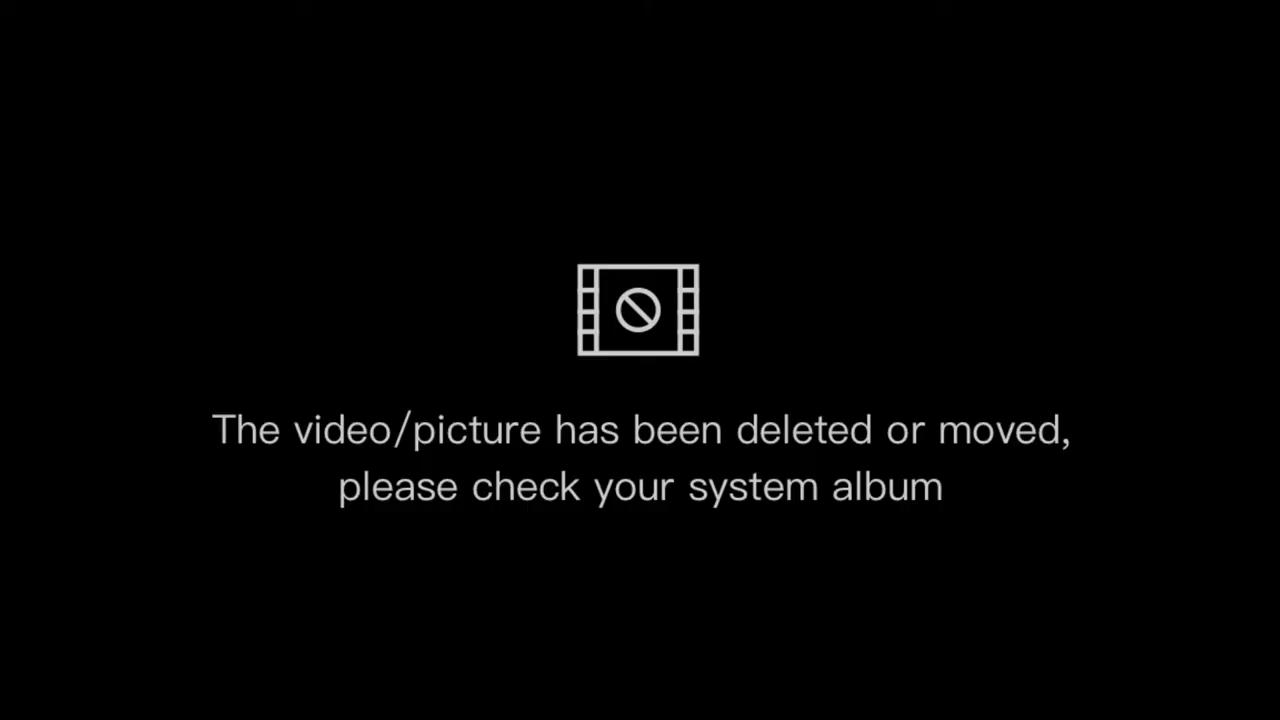 The video/picture has been deleted or moved,
please check your system album